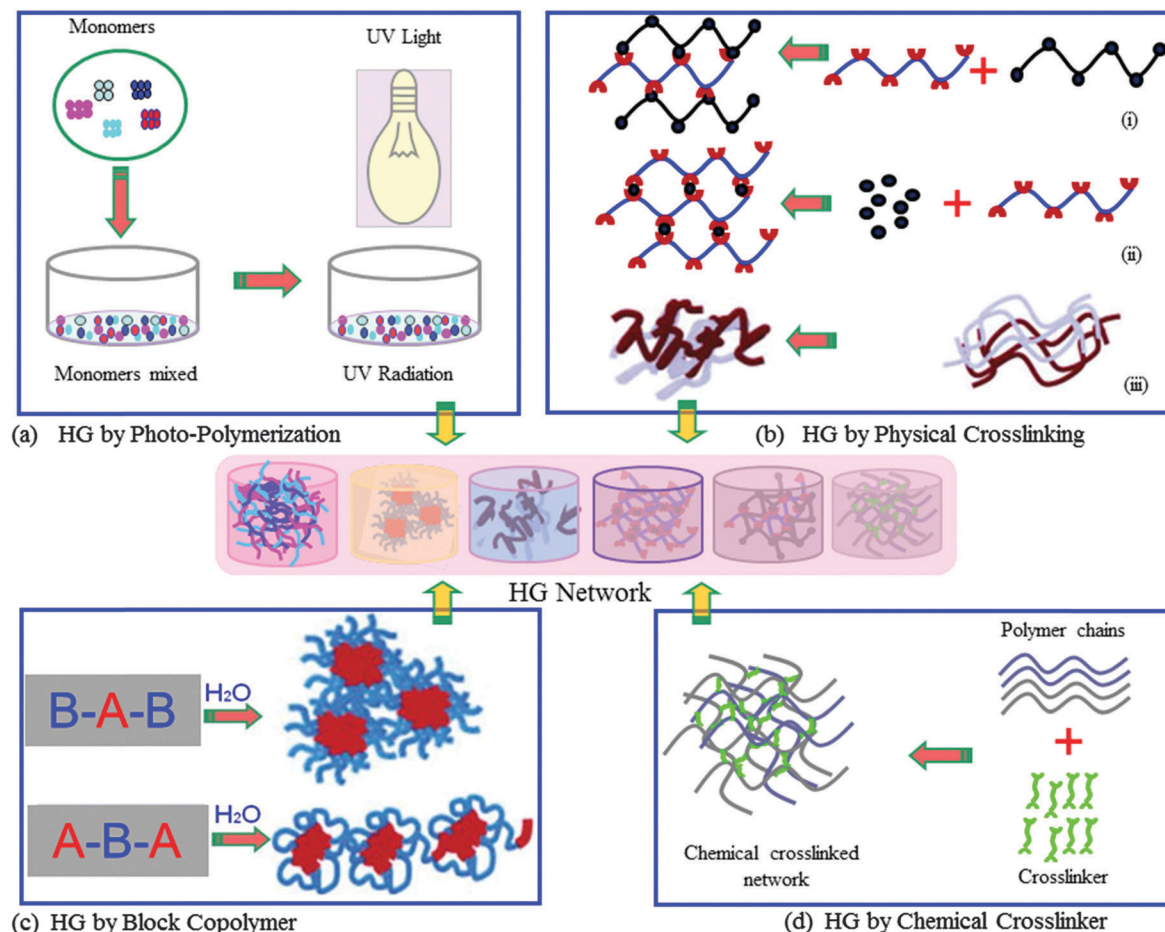 Monomers
UV Light
Monomers mixed
UV Radiation
(a) HG by Photo-Polymerization
(i)
(ii)
(iii)
(b) HG by Physical Crosslinking
HG Network
B-A-B
H₂O
A-B-A
H₂O
(c) HG by Block Copolymer
Polymer chains
Chemical crosslinked
network
Crosslinker
(d) HG by Chemical Crosslinker